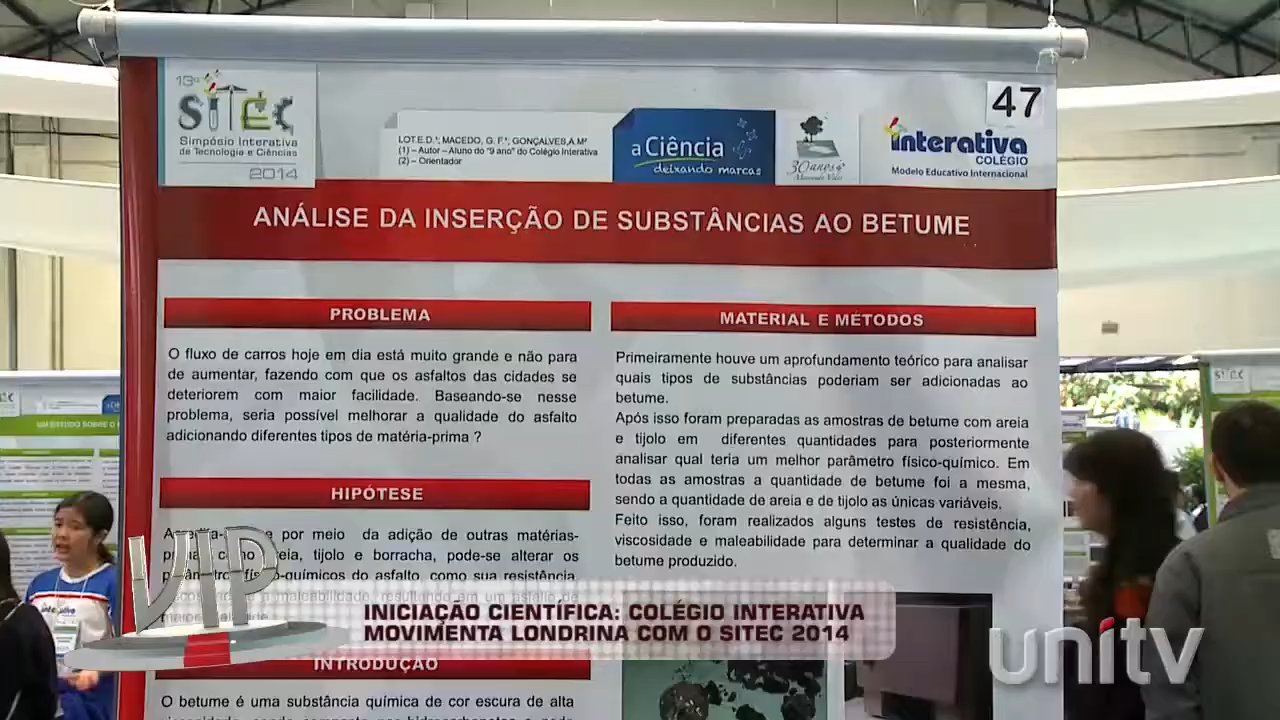 13º
SITEC
Simpósio Interativa
de Tecnologia e Ciências
2014
LOT.E.D.¹; MACEDO, G. F.¹; GONÇALVES,A.M²
(1) – Autor – Aluno do "9 ano" do Colégio Interativa
(2) – Orientador
a Ciência
deixando marcas
30 anos
interativa
COLÉGIO
Modelo Educativo Internacional
47
ANÁLISE DA INSERÇÃO DE SUBSTÂNCIAS AO BETUME
PROBLEMA
O fluxo de carros hoje em dia está muito grande e não para
de aumentar, fazendo com que os asfaltos das cidades se
deteriorem com maior facilidade. Baseando-se nesse
problema, seria possível melhorar a qualidade do asfalto
adicionando diferentes tipos de matéria-prima ?
HIPÓTESE
por meio da adição de outras matérias-
tijolo e borracha, pode-se alterar os
físico-químicos do asfalto, como sua resistência,
INTRODUÇÃO
O betume é uma substância química de cor escura de alta
MATERIAL E MÉTODOS
Primeiramente houve um aprofundamento teórico para analisar
quais tipos de substâncias poderiam ser adicionadas ao
betume.
Após isso foram preparadas as amostras de betume com areia
e tijolo em diferentes quantidades para posteriormente
analisar qual teria um melhor parâmetro físico-químico. Em
todas as amostras a quantidade de betume foi a mesma,
sendo a quantidade de areia e de tijolo as únicas variáveis.
Feito isso, foram realizados alguns testes de resistência,
viscosidade e maleabilidade para determinar a qualidade do
betume produzido.
UM ESTUDO SOBRE O
VIP
INICIAÇÃO CIENTÍFICA: COLÉGIO INTERATIVA
MOVIMENTA LONDRINA COM O SITEC 2014
unitv